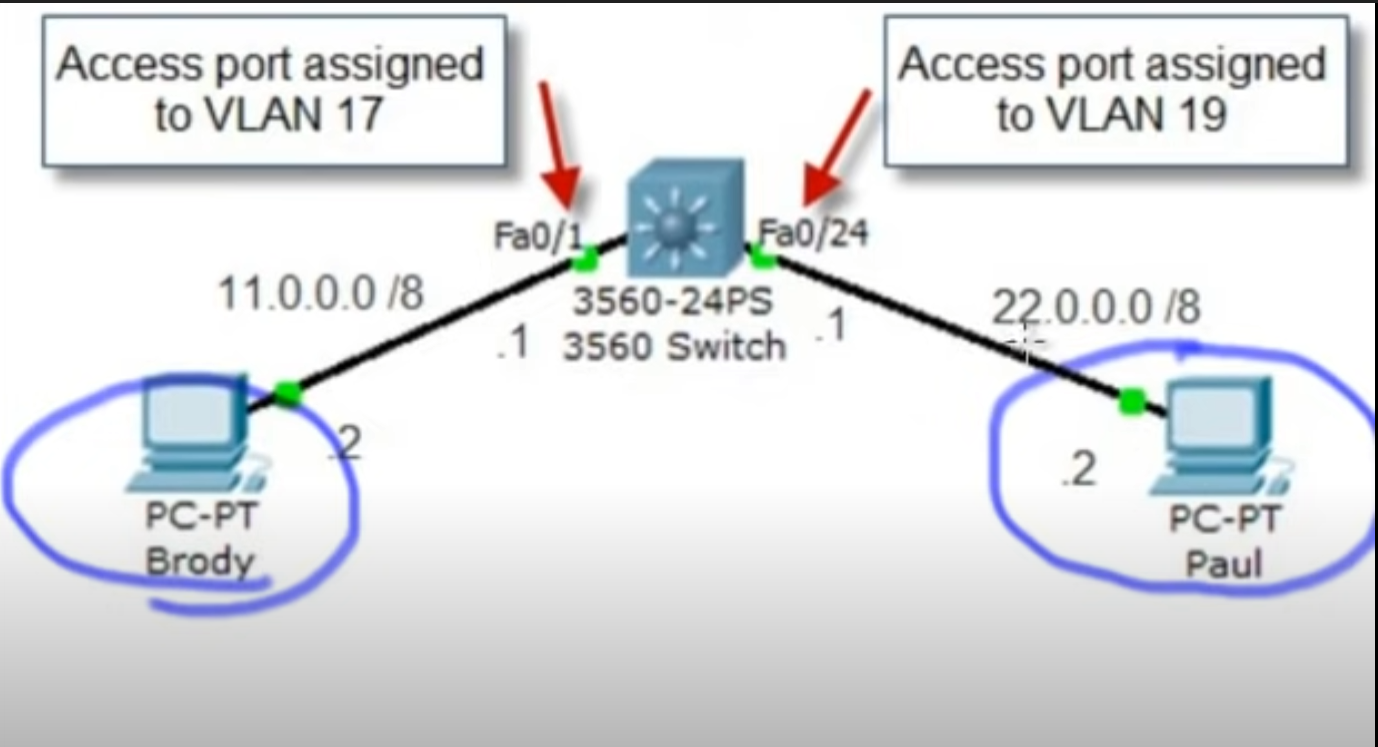 Access port assigned
to VLAN 17
Access port assigned
to VLAN 19
Fa0/1
Fa0/24
11.0.0.0 /8
3560-24PS
22.0.0.0 /8
.1
3560 Switch
.1
.2
.2
PC-PT
Brody
PC-PT
Paul